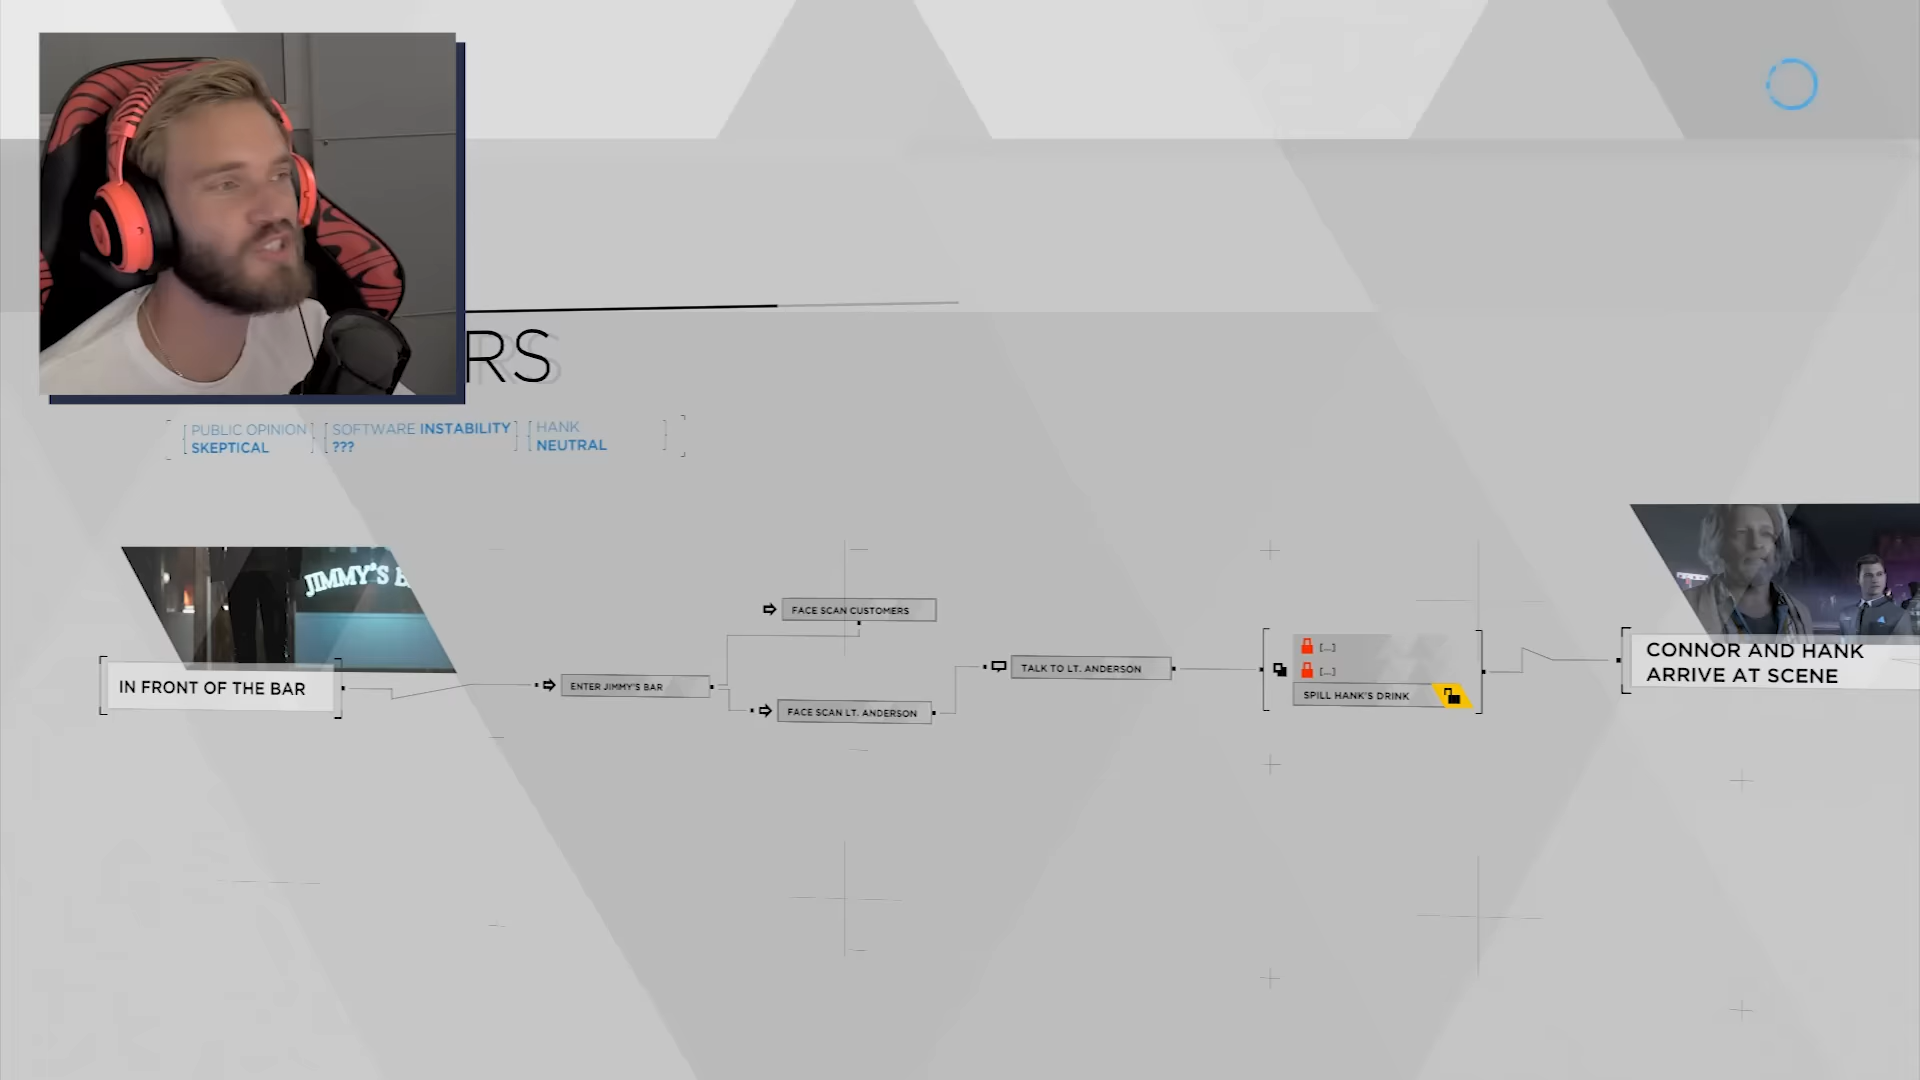 RS
PUBLIC OPINION
SKEPTICAL
SOFTWARE INSTABILITY
???
HANK
NEUTRAL
JIMMY'S B
IN FRONT OF THE BAR
ENTER JIMMY'S BAR
FACE SCAN CUSTOMERS
FACE SCAN LT. ANDERSON
TALK TO LT. ANDERSON
[...]
[...]
SPILL HANK'S DRINK
CONNOR AND HANK
ARRIVE AT SCENE